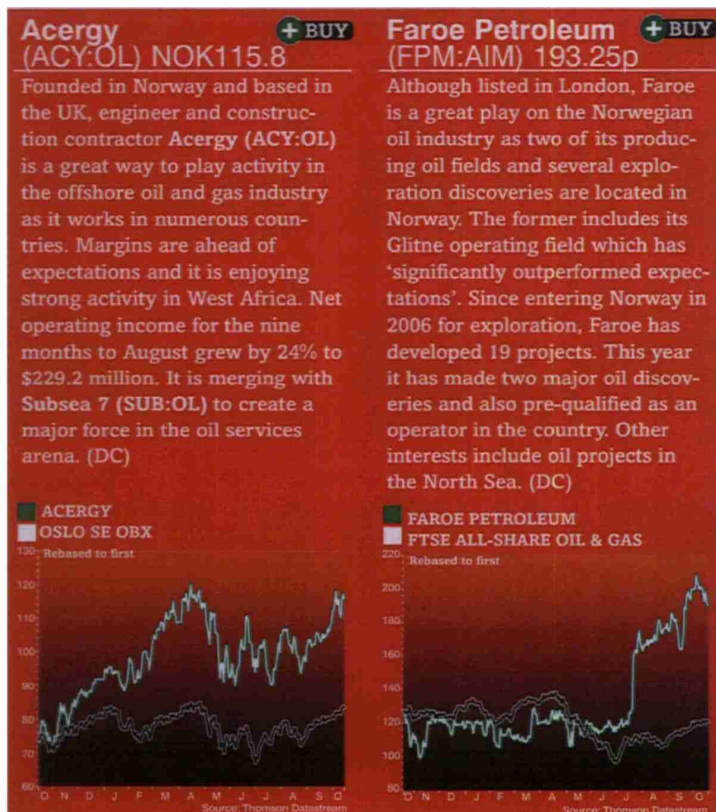 Acergy
+ BUY
(ACY:OL) NOK115.8
Founded in Norway and based in
the UK, engineer and construc-
tion contractor Acergy (ACY:OL)
is a great way to play activity in
the offshore oil and gas industry
as it works in numerous coun-
tries. Margins are ahead of
expectations and it is enjoying
strong activity in West Africa. Net
operating income for the nine
months to August grew by 24% to
$229.2 million. It is merging with
Subsea 7 (SUB:OL) to create a
major force in the oil services
arena. (DC)
ACERGY
OSLO SE OBX
Rebased to first
130
120
110
100
90
80
70
60
O N D J F M A M J J A S O
Source: Thomson Datastream
Faroe Petroleum
+ BUY
(FPM:AIM) 193.25p
Although listed in London, Faroe
is a great play on the Norwegian
oil industry as two of its produc-
ing oil fields and several explo-
ration discoveries are located in
Norway. The former includes its
Glitne operating field which has
‘significantly outperformed expec-
tations’. Since entering Norway in
2006 for exploration, Faroe has
developed 19 projects. This year
it has made two major oil discov-
eries and also pre-qualified as an
operator in the country. Other
interests include oil projects in
the North Sea. (DC)
FAROE PETROLEUM
FTSE ALL-SHARE OIL & GAS
Rebased to first
220
200
180
160
140
120
100
80
O N D J F M A M J J A S O
Source: Thomson Datastream